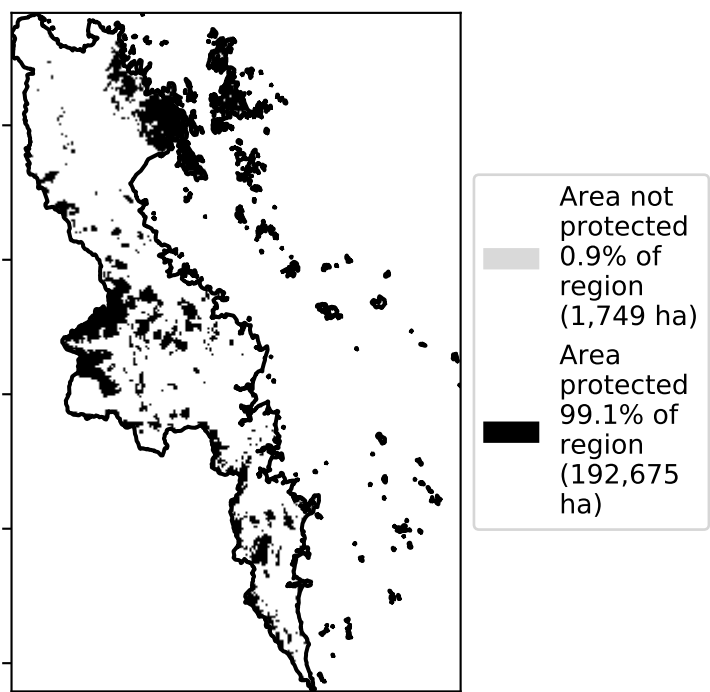 Area not
protected
0.9% of
region
(1,749 ha)
Area
protected
99.1% of
region
(192,675
ha)